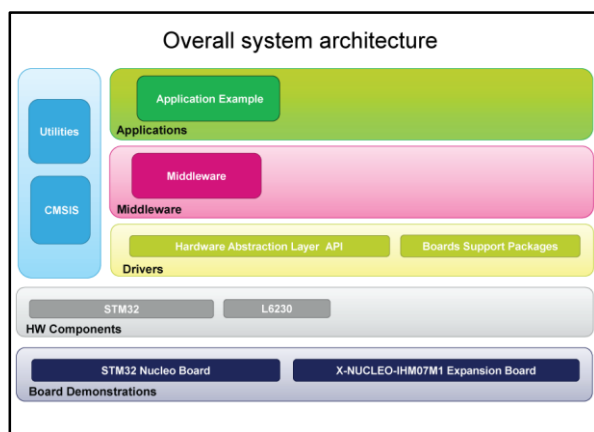 Overall system architecture
Utilities
CMSIS
Application Example
Applications
Middleware
Middleware
Hardware Abstraction Layer API
Boards Support Packages
Drivers
STM32
L6230
HW Components
STM32 Nucleo Board
X-NUCLEO-IHM07M1 Expansion Board
Board Demonstrations